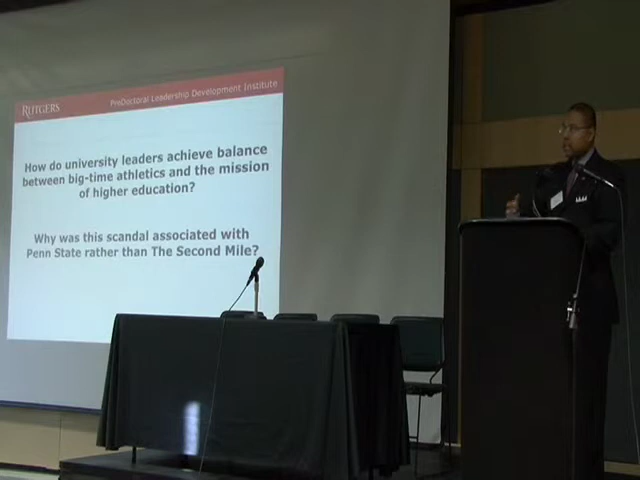 RUTGERS
PreDoctoral Leadership Development Institute
How do university leaders achieve balance
between big-time athletics and the mission
of higher education?
Why was this scandal associated with
Penn State rather than The Second Mile?